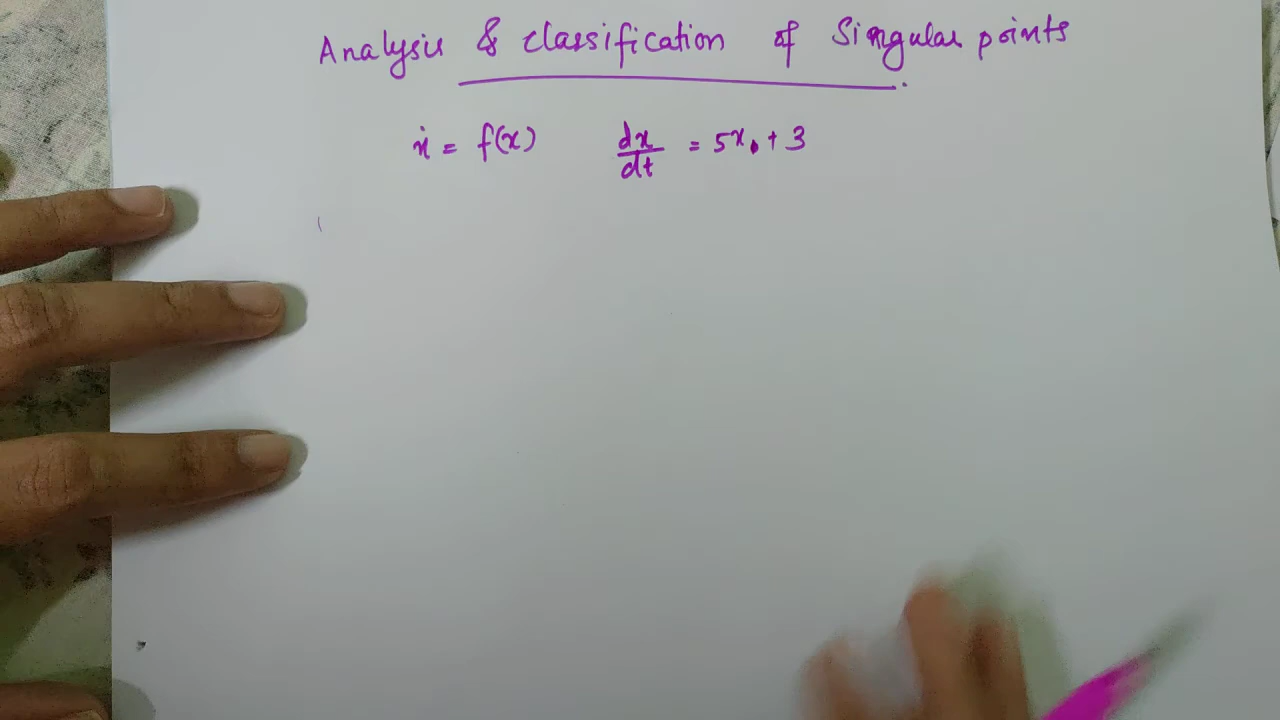 Analysis & classification of Singular points
ẋ = f(x) dx/dt = 5x. + 3